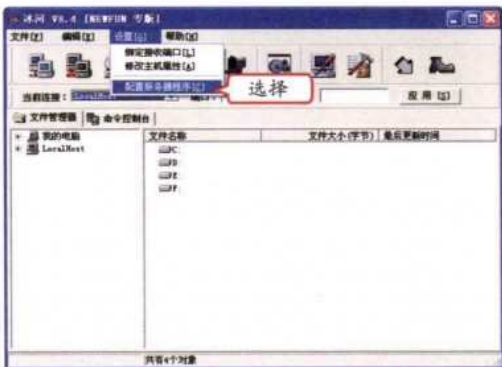 冰河 V8.4 [NEWFUN 专版]
文件[F] 编辑[E] 设置[G] 帮助[H]
绑定接收端口[L]
修改主机属性[A]
配置服务器程序[C]
选择
当前连接: LocalHost
应用[U]
文件管理器 命令控制台
我的电脑
LocalHost
文件名称 文件大小(字节) 最后更新时间
C:
D:
E:
F:
共有4个对象